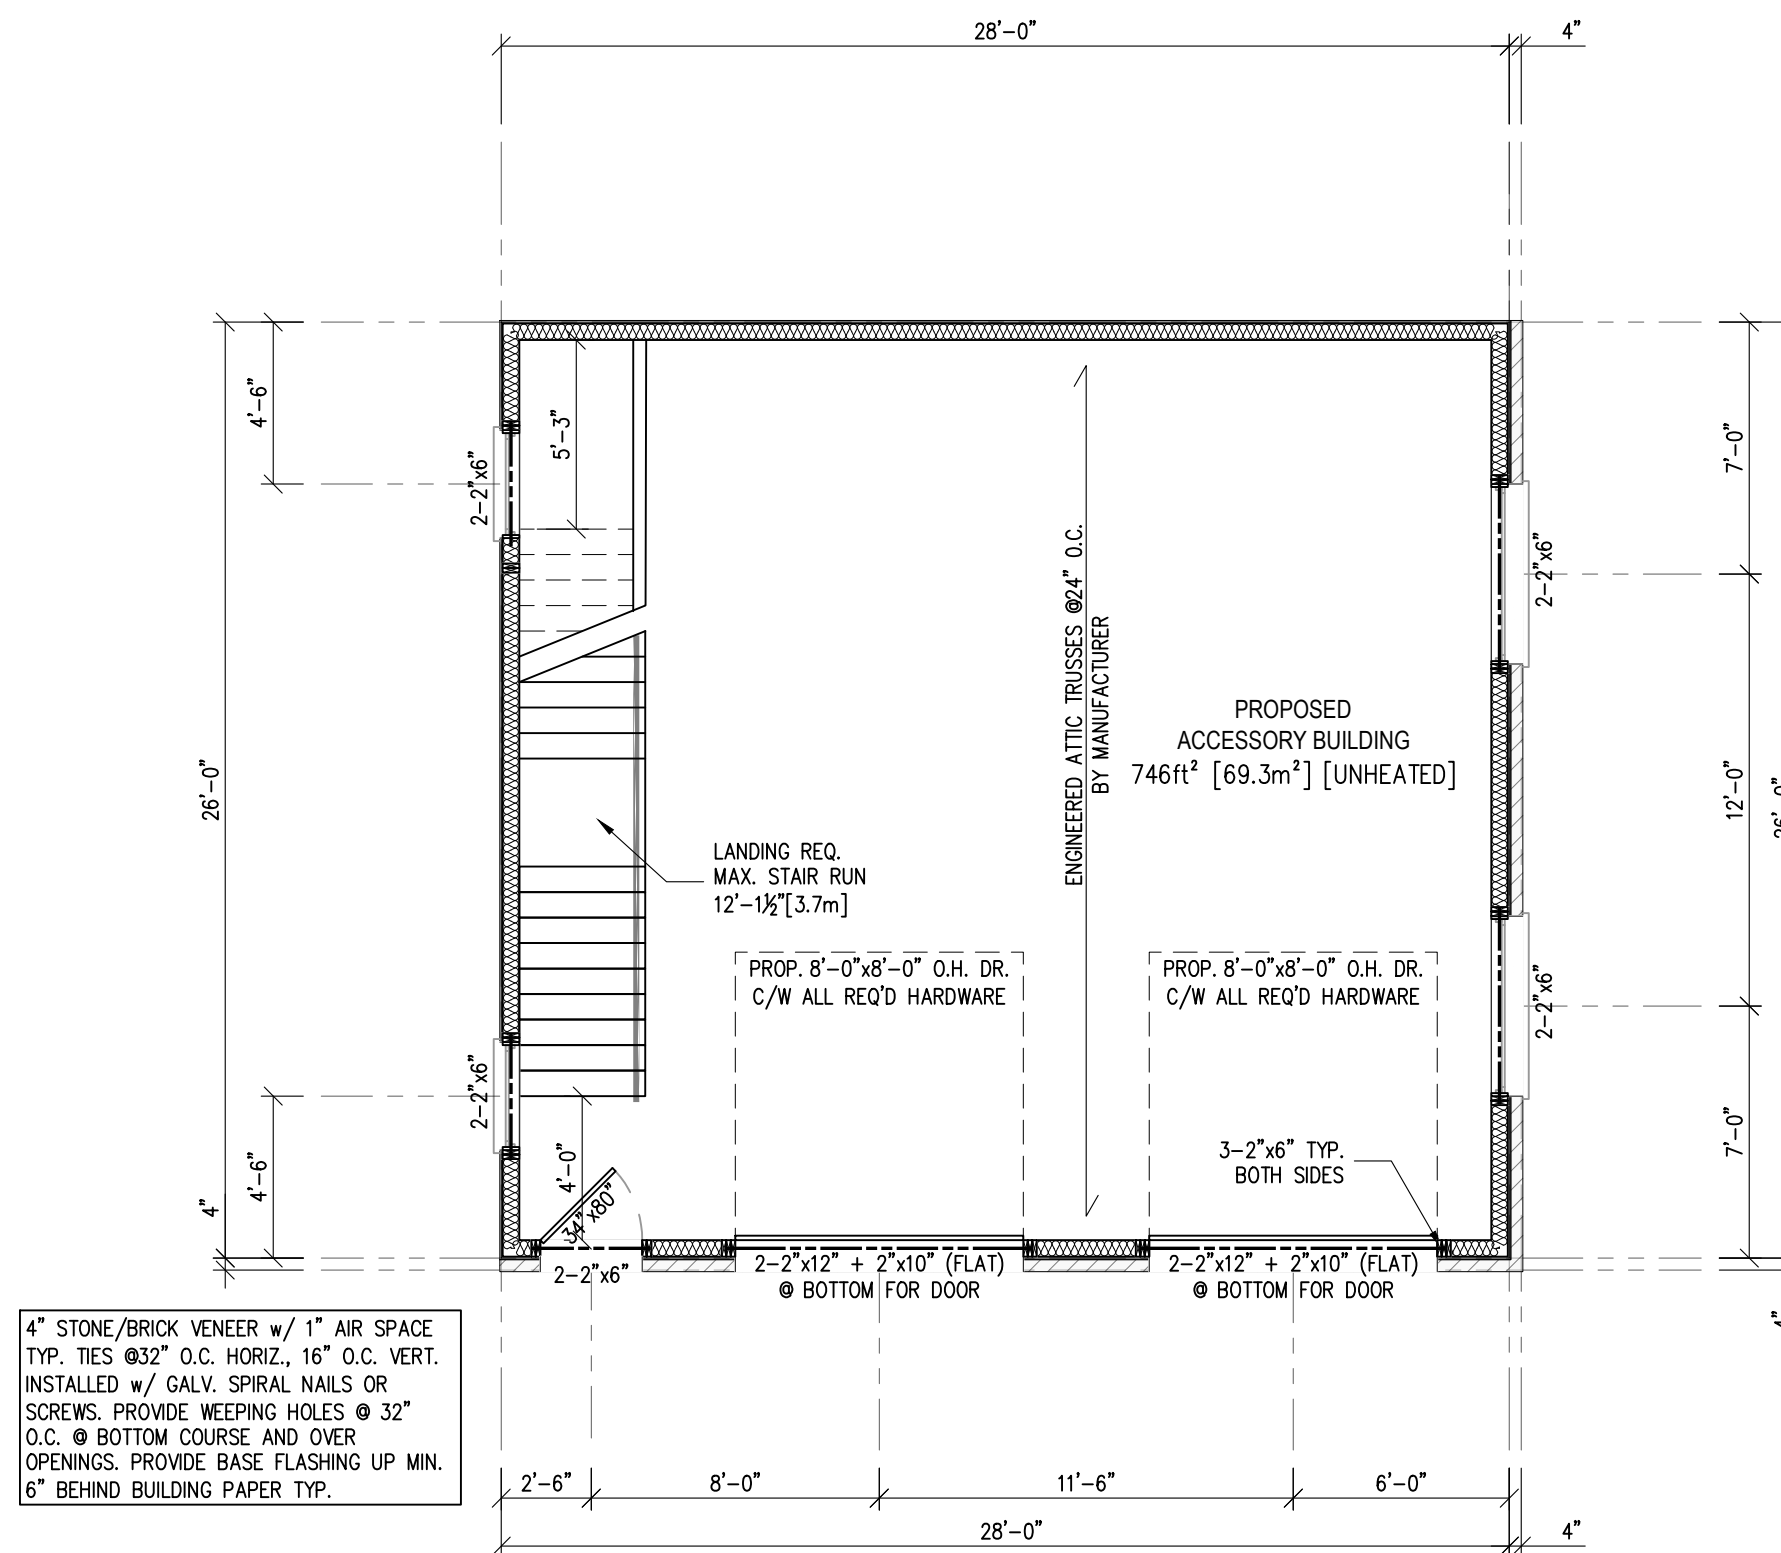 28'-0"
4"
4'-6"
5'-3"
7'-0"
2-2"x6"
2-2"x6"
ENGINEERED ATTIC TRUSSES @24" O.C.
BY MANUFACTURER
PROPOSED
ACCESSORY BUILDING
746ft² [69.3m²] [UNHEATED]
26'-0"
12'-0"
26'-0"
LANDING REQ.
MAX. STAIR RUN
12'-1½"[3.7m]
PROP. 8'-0"x8'-0" O.H. DR.
C/W ALL REQ'D HARDWARE
PROP. 8'-0"x8'-0" O.H. DR.
C/W ALL REQ'D HARDWARE
2-2"x6"
2-2"x6"
3-2"x6" TYP.
BOTH SIDES
7'-0"
4'-6"
4'-0"
34"x80"
4"
2-2"x6"
2-2"x12" + 2"x10" (FLAT)
@ BOTTOM FOR DOOR
2-2"x12" + 2"x10" (FLAT)
@ BOTTOM FOR DOOR
4"
4" STONE/BRICK VENEER w/ 1" AIR SPACE
TYP. TIES @32" O.C. HORIZ., 16" O.C. VERT.
INSTALLED w/ GALV. SPIRAL NAILS OR
SCREWS. PROVIDE WEEPING HOLES @ 32"
O.C. @ BOTTOM COURSE AND OVER
OPENINGS. PROVIDE BASE FLASHING UP MIN.
6" BEHIND BUILDING PAPER TYP.
2'-6"
8'-0"
11'-6"
6'-0"
28'-0"
4"